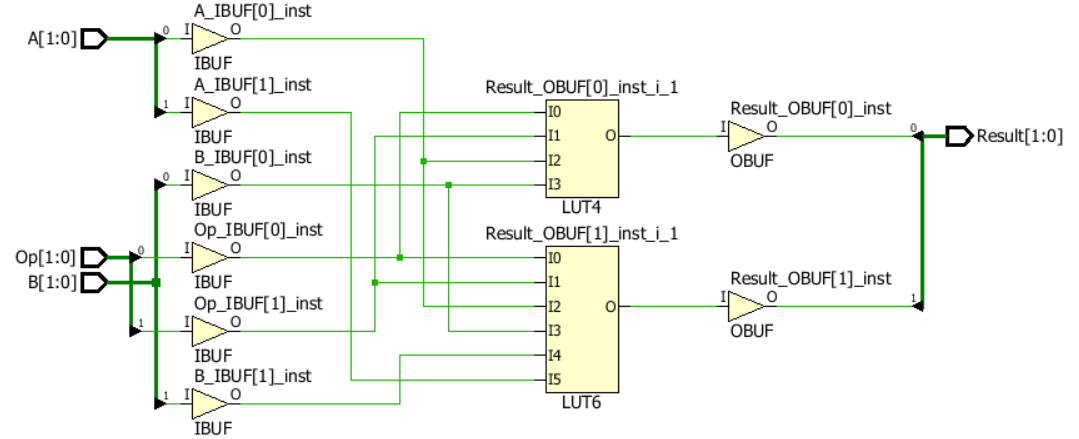 A[1:0]
0
A_IBUF[0]_inst
I
O
IBUF
1
A_IBUF[1]_inst
I
O
IBUF
0
B_IBUF[0]_inst
I
O
IBUF
Op[1:0]
0
Op_IBUF[0]_inst
I
O
IBUF
B[1:0]
1
Op_IBUF[1]_inst
I
O
IBUF
1
B_IBUF[1]_inst
I
O
IBUF
Result_OBUF[0]_inst_i_1
I0
I1
I2
I3
O
LUT4
Result_OBUF[1]_inst_i_1
I0
I1
I2
I3
I4
I5
O
LUT6
Result_OBUF[0]_inst
I
O
OBUF
0
Result[1:0]
Result_OBUF[1]_inst
I
O
OBUF
1